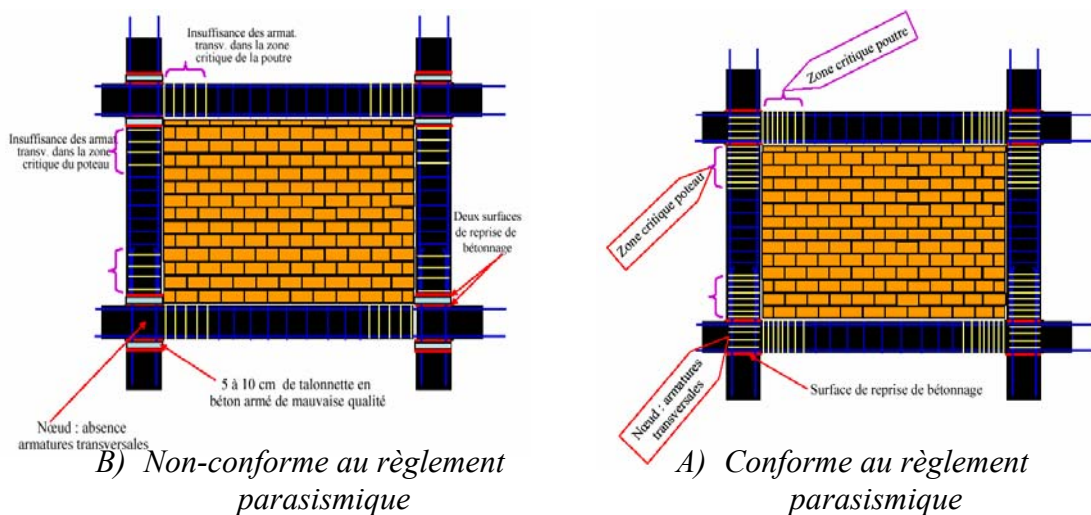 Insuffisance des armat.
transv. dans la zone
critique de la poutre
Insuffisance des armat.
transv. dans la zone
critique du poteau
Deux surfaces
de reprise de
bétonnage
5 à 10 cm de talonnette en
béton armé de mauvaise qualité
Nœud : absence
armatures transversales
B) Non-conforme au règlement
parasismique
Zone critique poutre
Zone critique poteau
Surface de reprise de bétonnage
Nœud : armatures
transversales
A) Conforme au règlement
parasismique